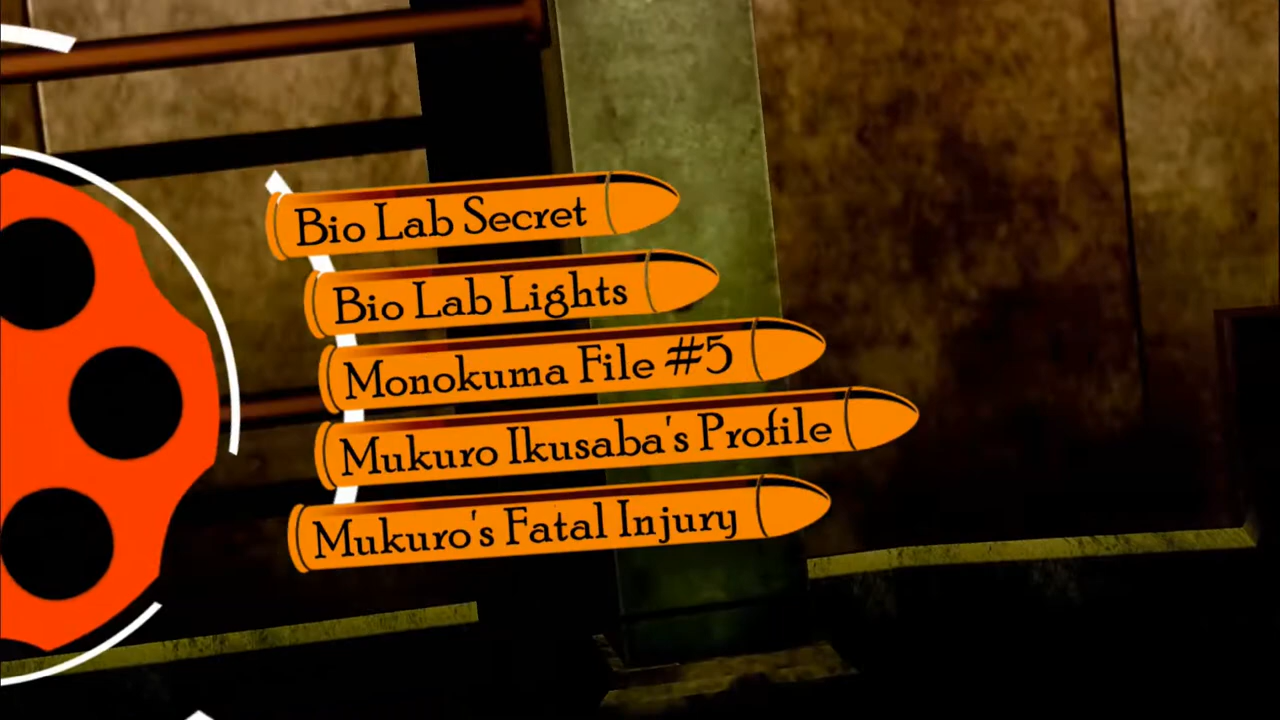 Bio Lab Secret
Bio Lab Lights
Monokuma File #5
Mukuro Ikusaba's Profile
Mukuro's Fatal Injury